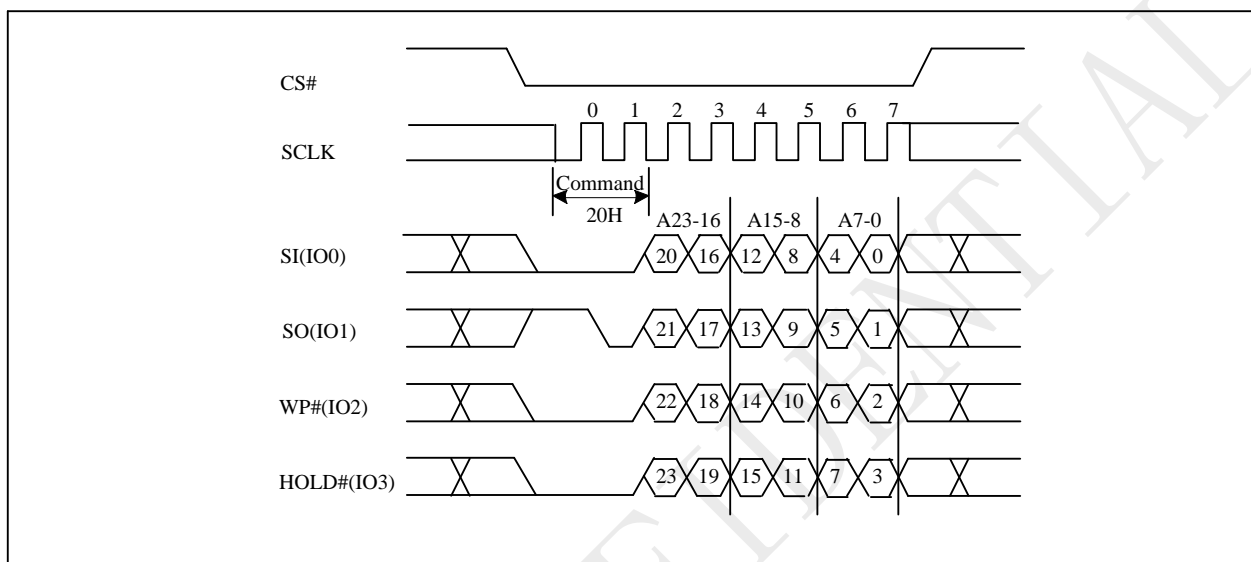 CS#
0 1 2 3 4 5 6 7
SCLK
Command
20H
A23-16 A15-8 A7-0
SI(IO0) 20 16 12 8 4 0
SO(IO1) 21 17 13 9 5 1
WP#(IO2) 22 18 14 10 6 2
HOLD#(IO3) 23 19 15 11 7 3
FIDENTIAL